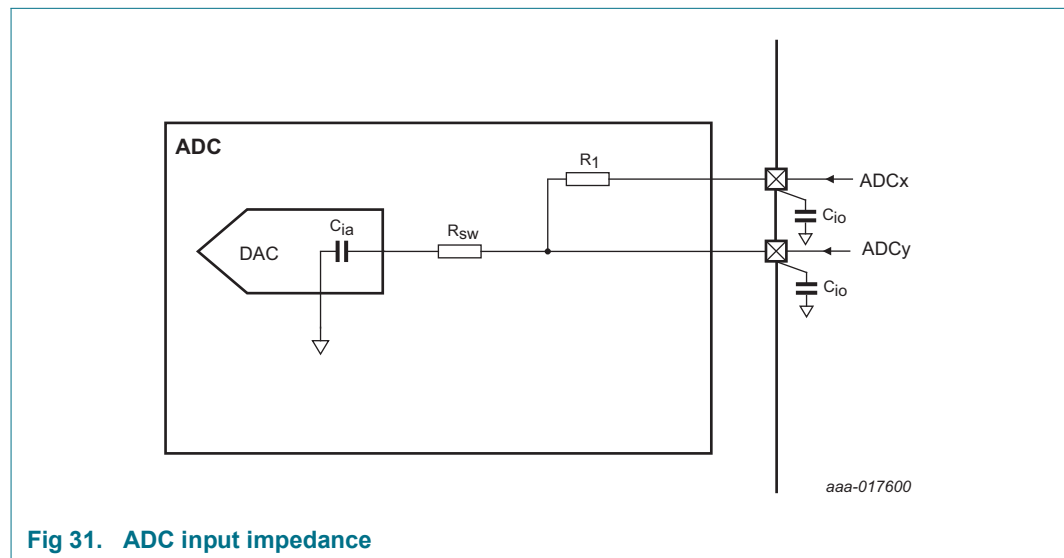 ADC
R1
ADCx
Cio
Cia
Rsw
DAC
ADCy
Cio
aaa-017600
Fig 31. ADC input impedance